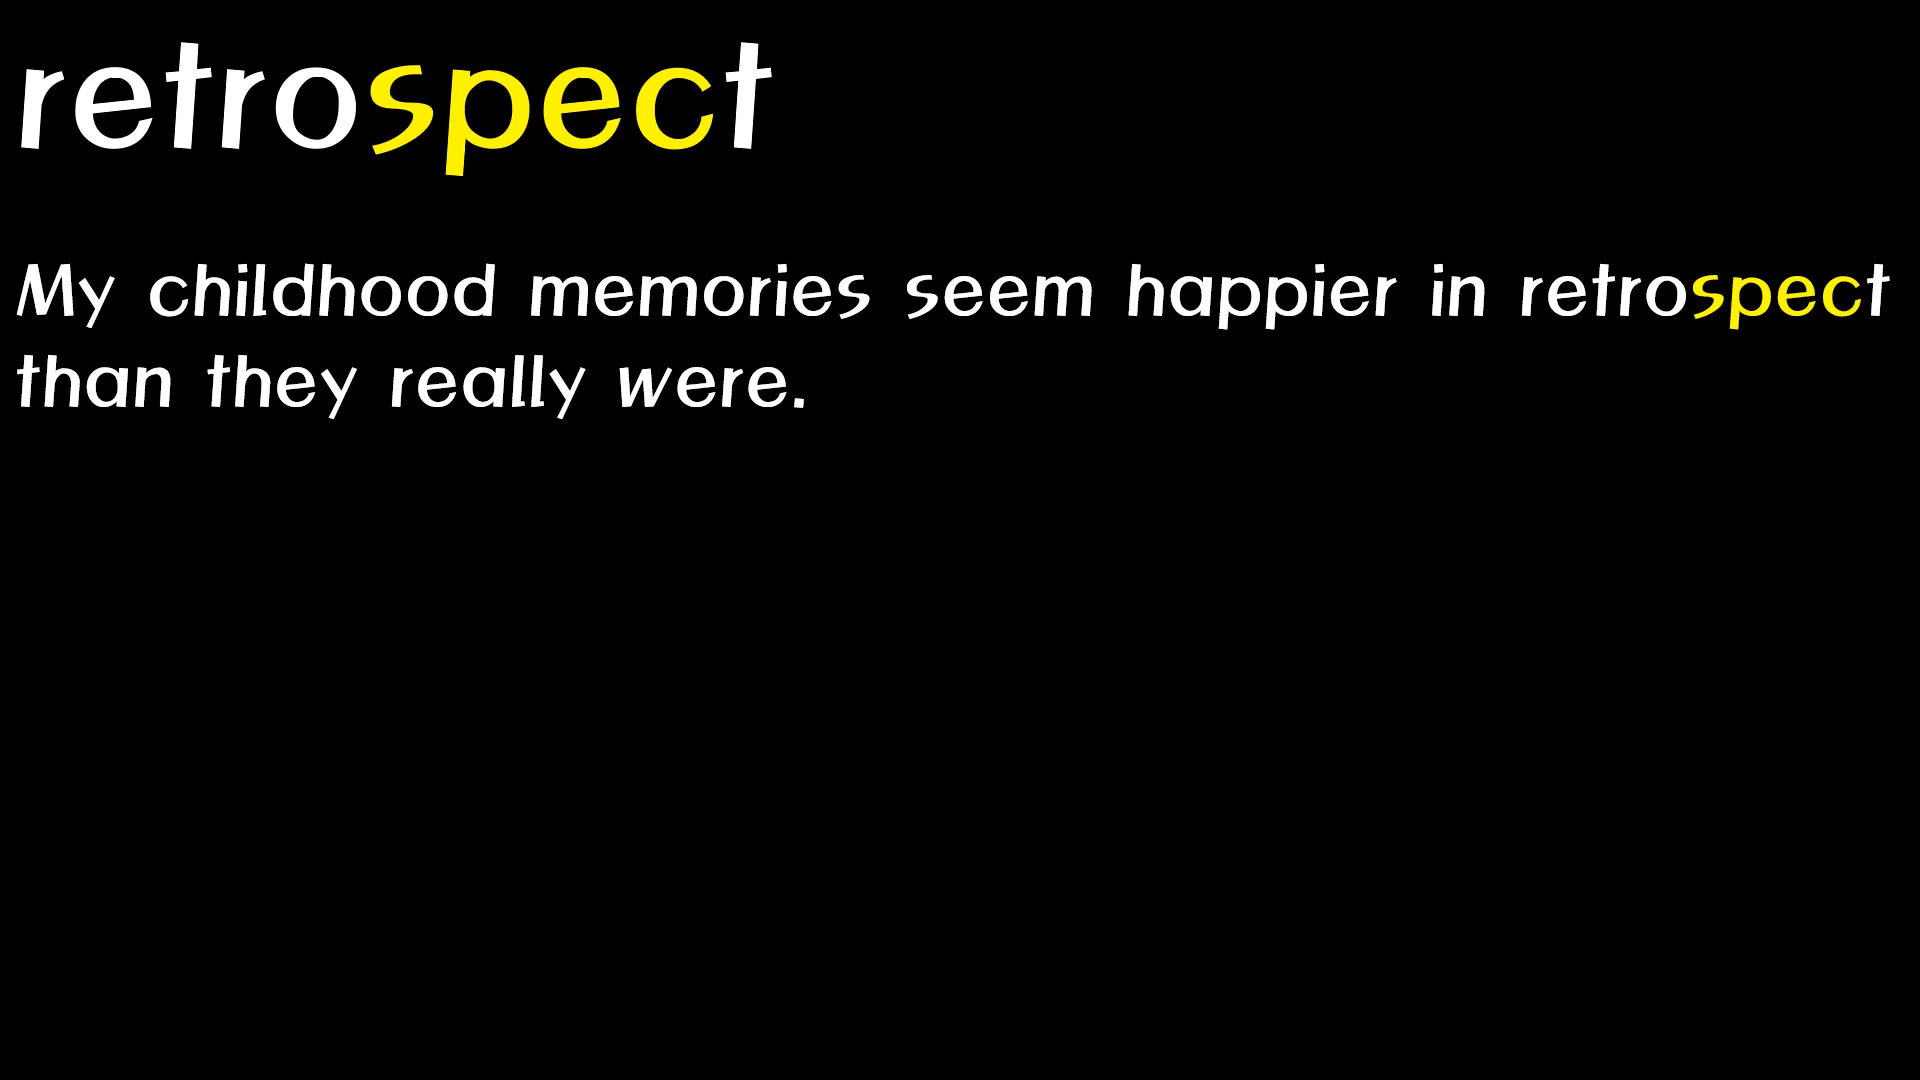 retrospect
My childhood memories seem happier in retrospect
than they really were.